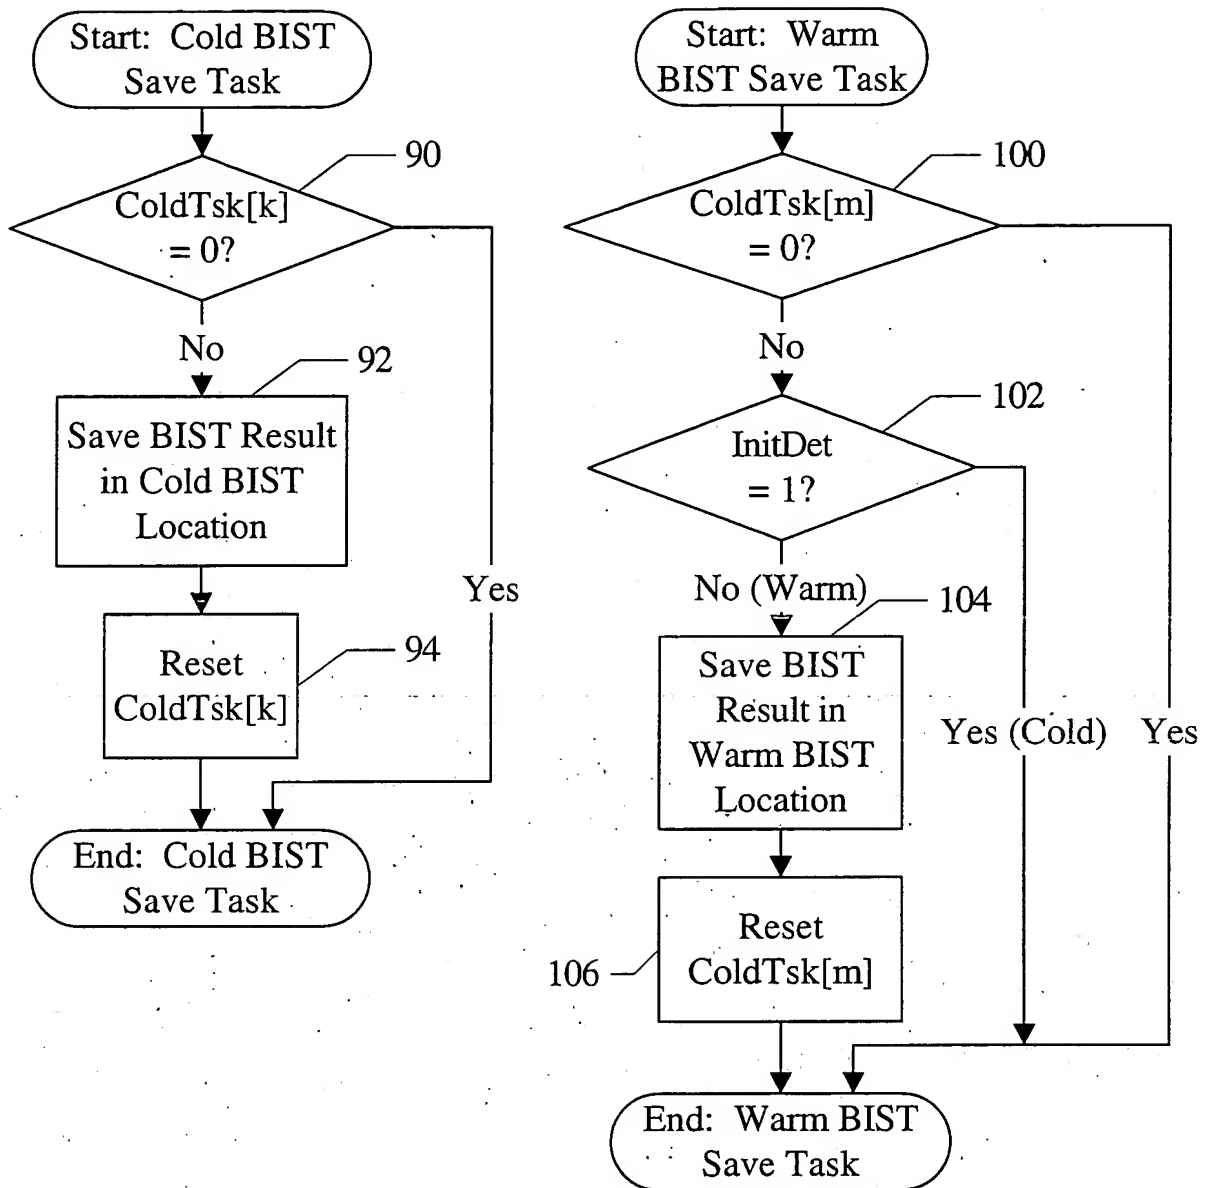 Start: Cold BIST
Save Task
90
ColdTsk[k]
= 0?
No
92
Save BIST Result
in Cold BIST
Location
Yes
94
Reset
ColdTsk[k]
End: Cold BIST
Save Task
Start: Warm
BIST Save Task
100
ColdTsk[m]
= 0?
No
102
InitDet
= 1?
No (Warm)
104
Save BIST
Result in
Warm BIST
Location
Yes (Cold)
Yes
106
Reset
ColdTsk[m]
End: Warm BIST
Save Task